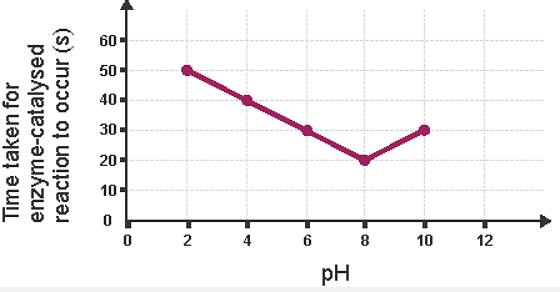 Time taken for
enzyme-catalysed
reaction to occur (s)
60
50
40
30
20
10
0
0 2 4 6 8 10 12
pH